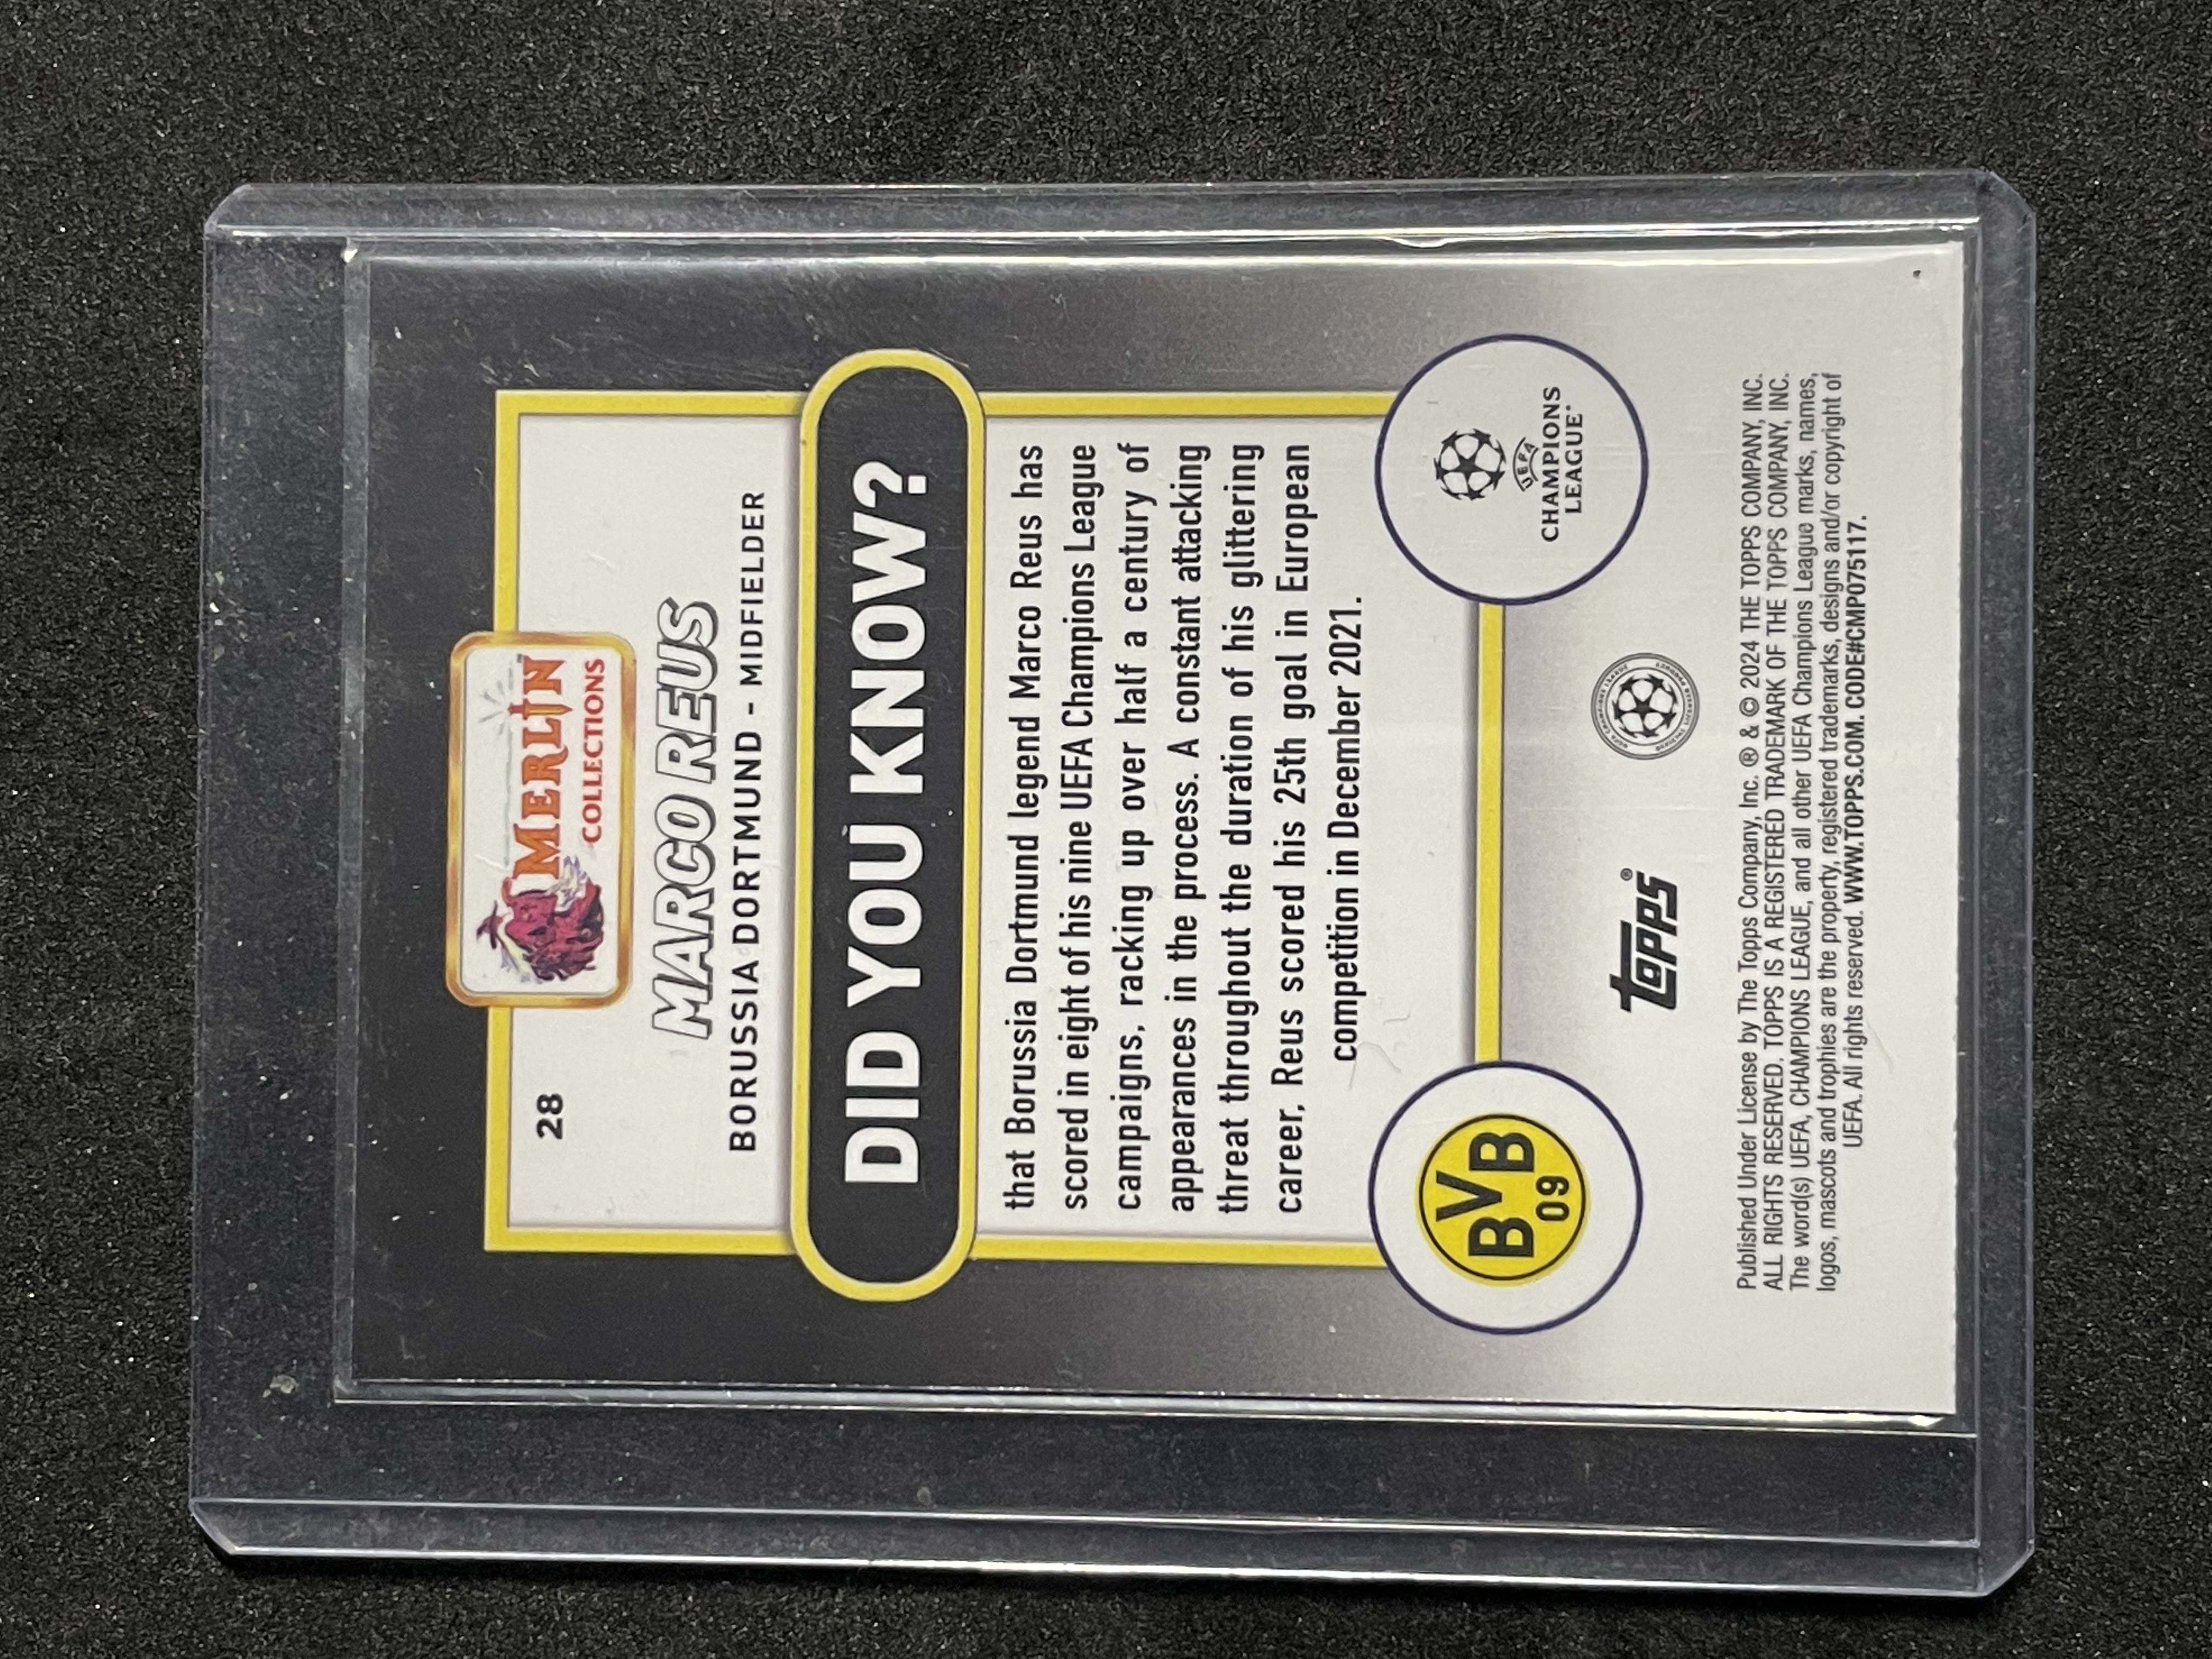 28
MERLIN
COLLECTIONS
MARCO REUS
BORUSSIA DORTMUND - MIDFIELDER
DID YOU KNOW?
that Borussia Dortmund legend Marco Reus has
scored in eight of his nine UEFA Champions League
campaigns, racking up over half a century of
appearances in the process. A constant attacking
threat throughout the duration of his glittering
career, Reus scored his 25th goal in European
competition in December 2021.
BVB
09
UEFA
CHAMPIONS
LEAGUE®
topps®
Published Under License by The Topps Company, Inc. ® & © 2024 THE TOPPS COMPANY, INC.
ALL RIGHTS RESERVED. TOPPS IS A REGISTERED TRADEMARK OF THE TOPPS COMPANY, INC.
The word(s) UEFA, CHAMPIONS LEAGUE, and all other UEFA Champions League marks, names,
logos, mascots and trophies are the property, registered trademarks, designs and/or copyright of
UEFA. All rights reserved. WWW.TOPPS.COM. CODE#CMP075117.